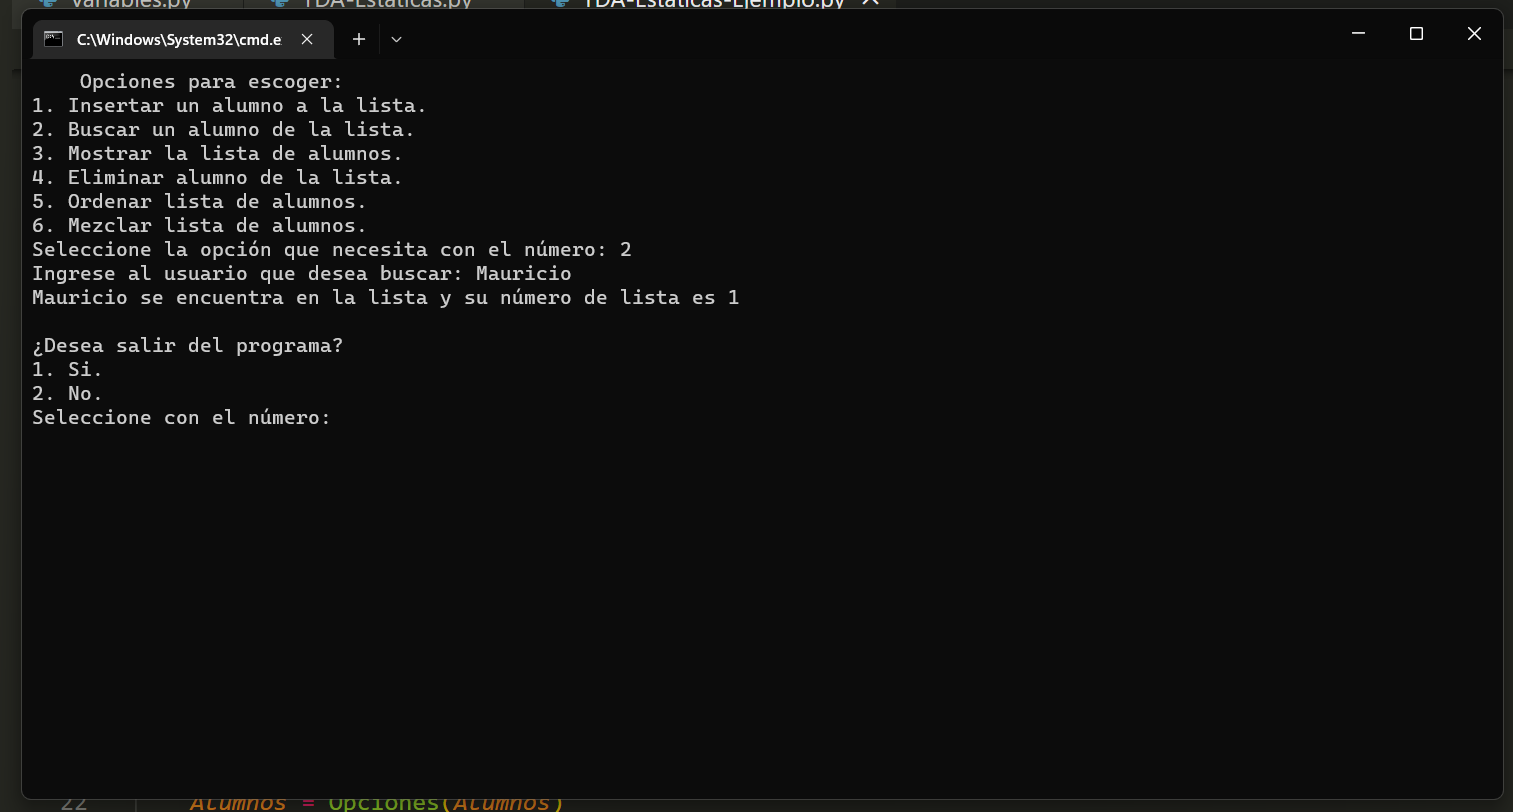 Variables.py TDA-Estaticas.py TDA-Estaticas-Ejemplo.py
C:\Windows\System32\cmd.e
Opciones para escoger:
1. Insertar un alumno a la lista.
2. Buscar un alumno de la lista.
3. Mostrar la lista de alumnos.
4. Eliminar alumno de la lista.
5. Ordenar lista de alumnos.
6. Mezclar lista de alumnos.
Seleccione la opción que necesita con el número: 2
Ingrese al usuario que desea buscar: Mauricio
Mauricio se encuentra en la lista y su número de lista es 1
¿Desea salir del programa?
1. Si.
2. No.
Seleccione con el número:
22 Alumnos = Opciones(Alumnos)